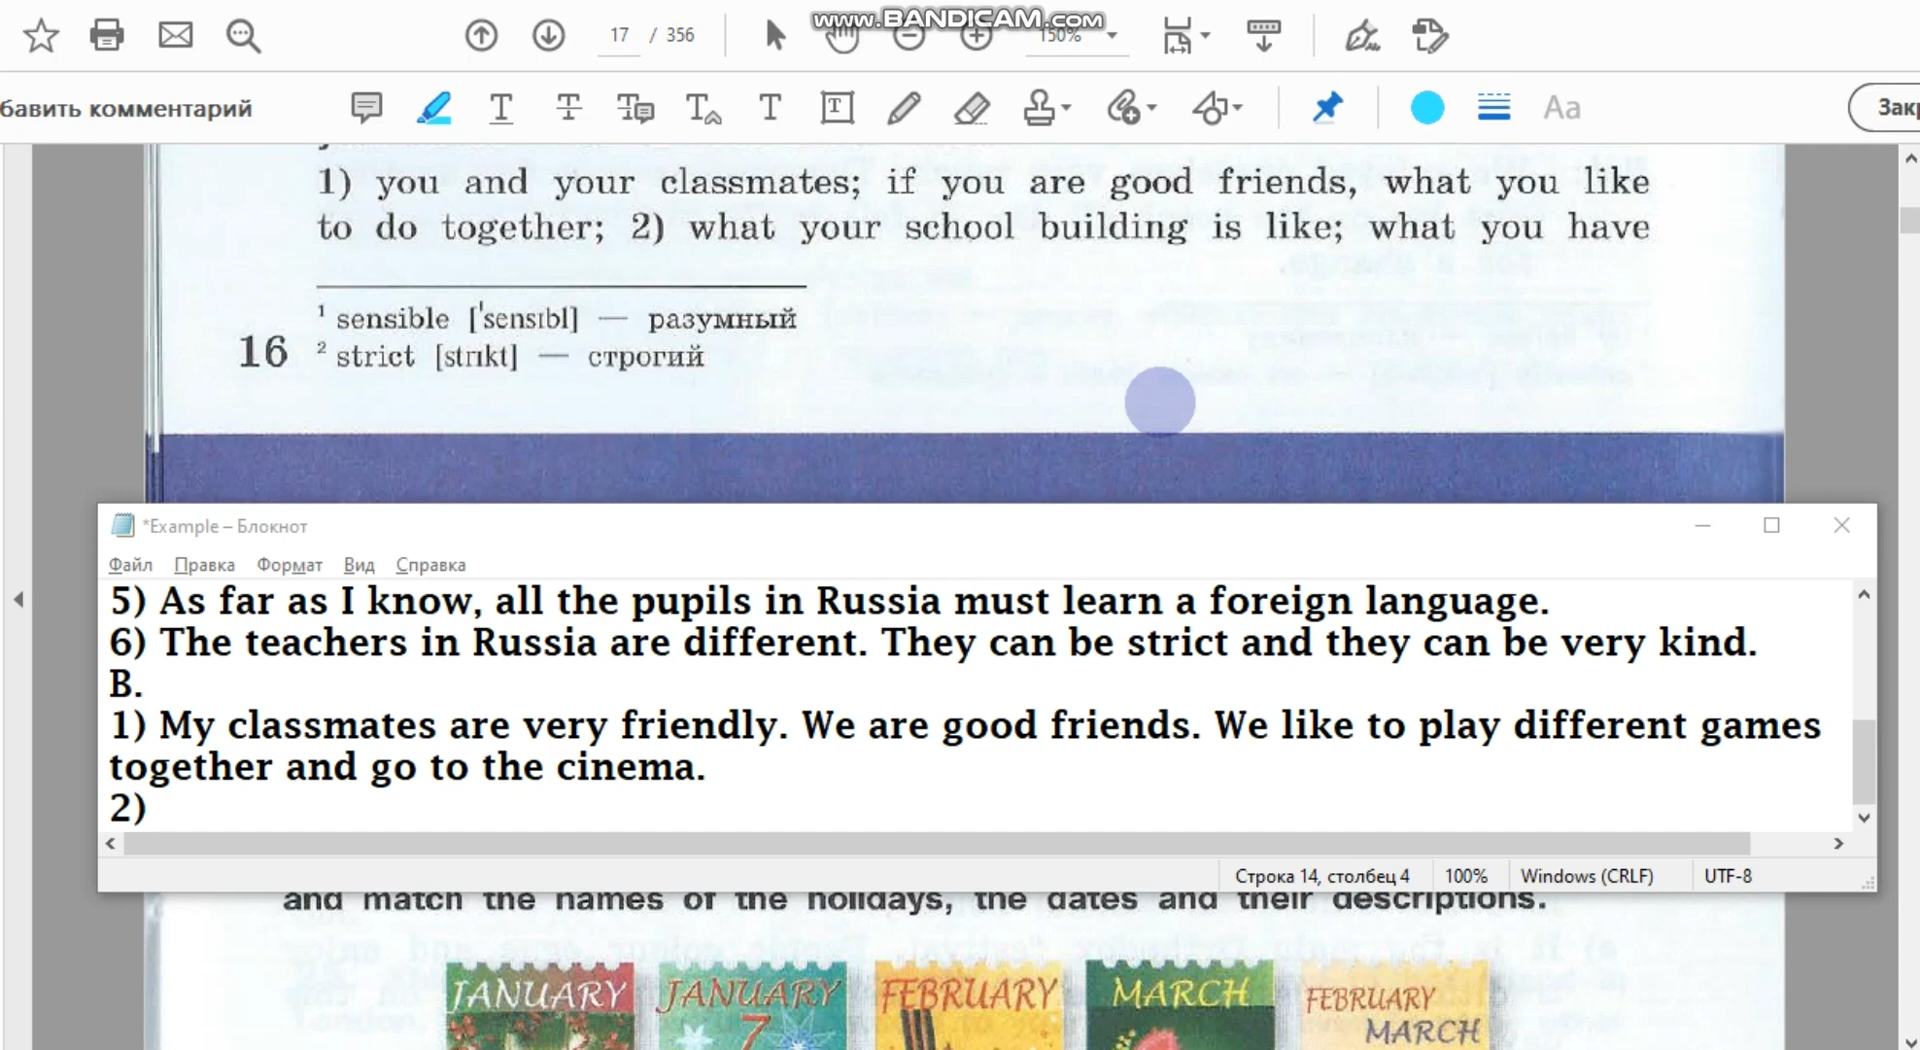 www.BANDICAM.com
17 / 356
150%
бавить комментарий
Aa
Закр
1) you and your classmates; if you are good friends, what you like
to do together; 2) what your school building is like; what you have
1 sensible [ˈsensɪbl] — разумный
16
2 strict [strɪkt] — строгий
*Example – Блокнот
Файл Правка Формат Вид Справка
5) As far as I know, all the pupils in Russia must learn a foreign language.
6) The teachers in Russia are different. They can be strict and they can be very kind.
B.
1) My classmates are very friendly. We are good friends. We like to play different games
together and go to the cinema.
2)
Строка 14, столбец 4 100% Windows (CRLF) UTF-8
and match the names of the holidays, the dates and their descriptions.
JANUARY JANUARY FEBRUARY MARCH FEBRUARY
MARCH
7